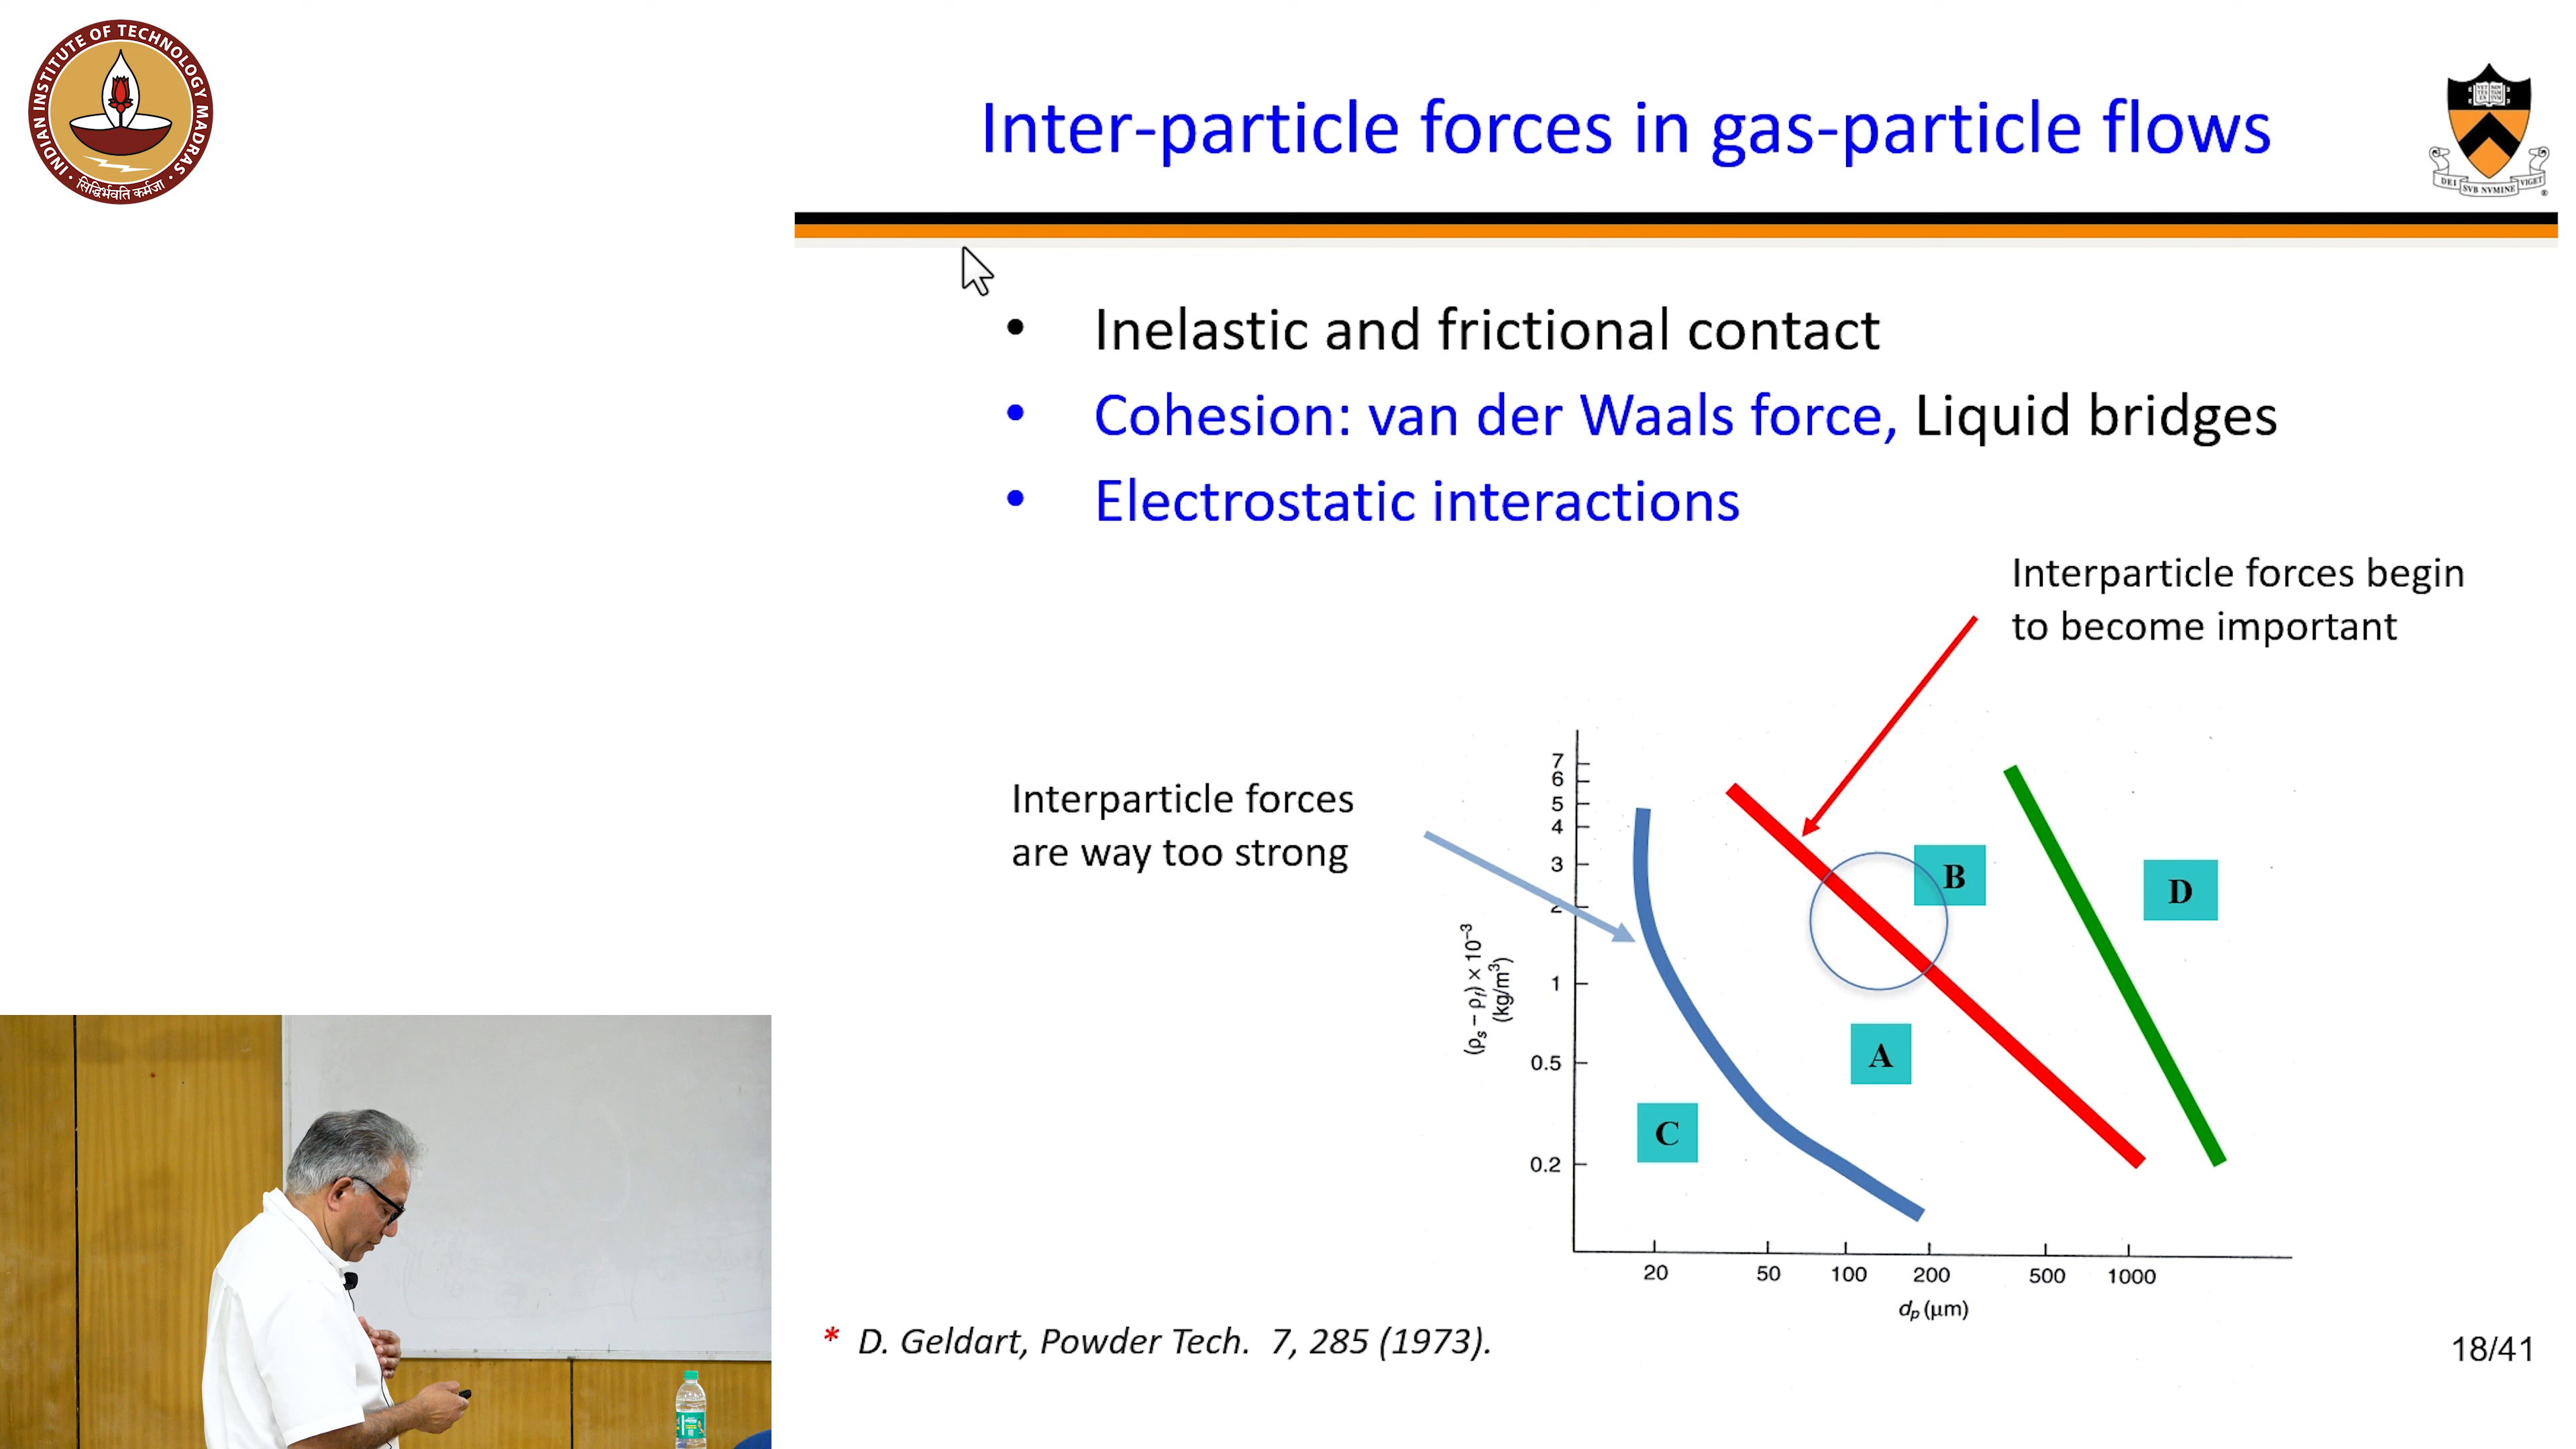 INDIAN INSTITUTE OF TECHNOLOGY MADRAS
सिद्धिर्भवति कर्मजा
Inter-particle forces in gas-particle flows
DEI SVB NVMINE VIGET
®
• Inelastic and frictional contact
• Cohesion: van der Waals force, Liquid bridges
• Electrostatic interactions
Interparticle forces begin
to become important
Interparticle forces
are way too strong
7
6
5
4
3
2
1
0.5
0.2
(ρs – ρf) × 10⁻³
(kg/m³)
B
D
A
C
20 50 100 200 500 1000
dp (μm)
* D. Geldart, Powder Tech. 7, 285 (1973).
18/41